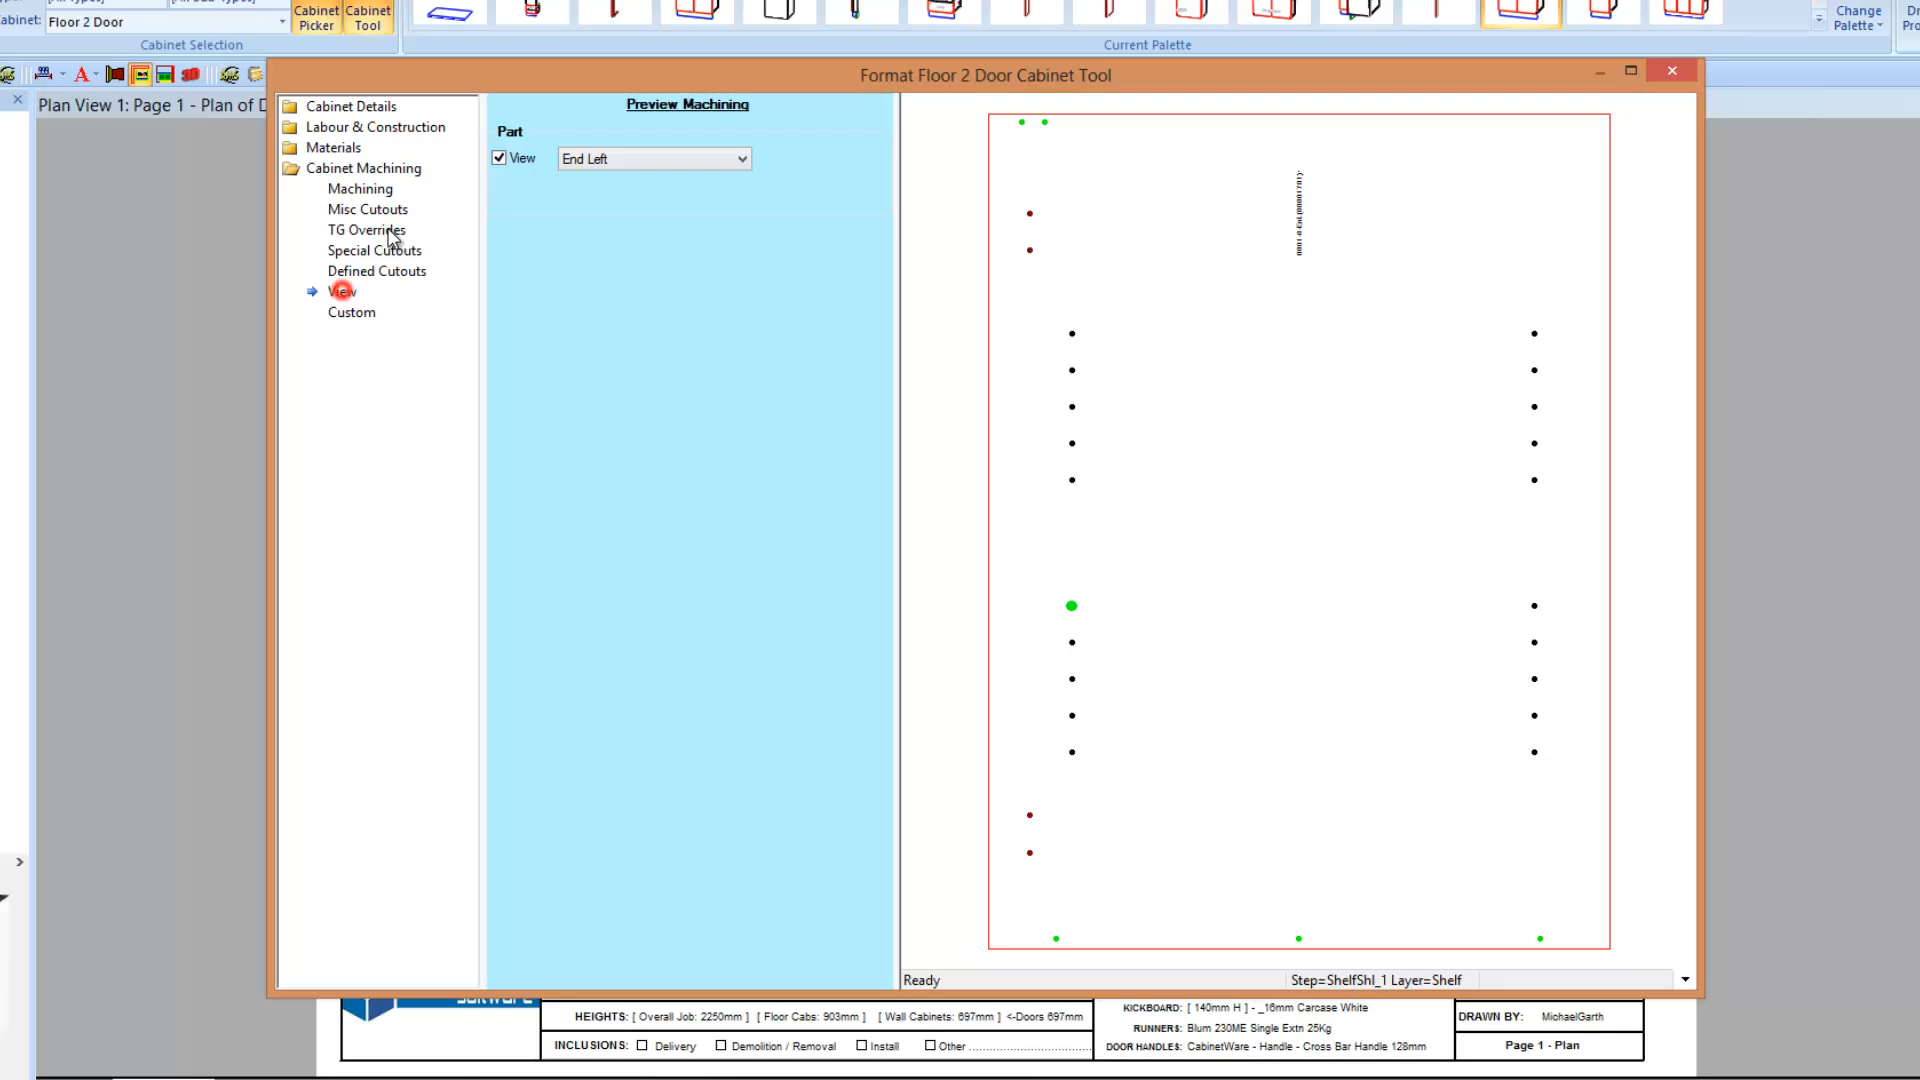 Cabinet: Floor 2 Door
Cabinet Picker
Cabinet Tool
Change Palette
Cabinet Selection
Current Palette
Format Floor 2 Door Cabinet Tool
Plan View 1: Page 1 - Plan of D
Cabinet Details
Labour & Construction
Materials
Cabinet Machining
Machining
Misc Cutouts
TG Overrides
Special Cutouts
Defined Cutouts
View
Custom
Preview Machining
Part
View
End Left
Ready
Step=ShelfShl_1 Layer=Shelf
HEIGHTS: [ Overall Job: 2250mm ] [ Floor Cabs: 903mm ] [ Wall Cabinets: 697mm ] <-Doors 697mm
INCLUSIONS: Delivery Demolition / Removal Install Other
KICKBOARD: [ 140mm H ] - _16mm Carcase White
RUNNERS: Blum 230ME Single Extn 25Kg
DOOR HANDLES: CabinetWare - Handle - Cross Bar Handle 128mm
DRAWN BY: MichaelGarth
Page 1 - Plan